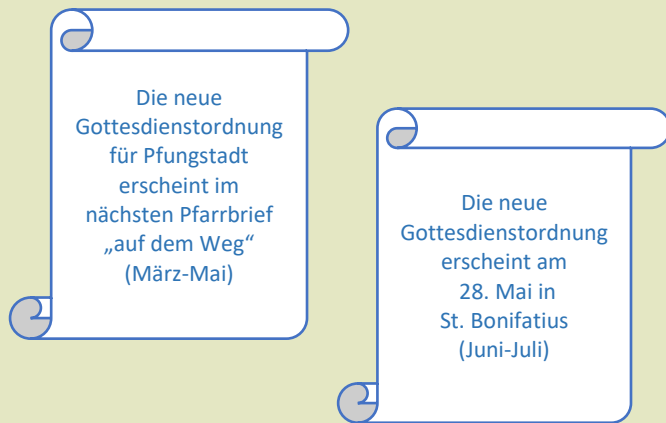 Die neue
Gottesdienstordnung
für Pfungstadt
erscheint im
nächsten Pfarrbrief
„auf dem Weg“
(März-Mai)
Die neue
Gottesdienstordnung
erscheint am
28. Mai in
St. Bonifatius
(Juni-Juli)